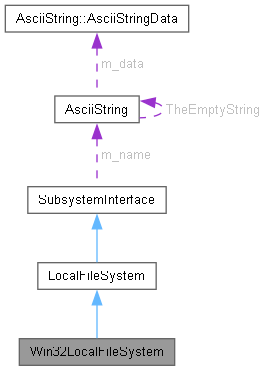 AsciiString::AsciiStringData
m_data
AsciiString
TheEmptyString
m_name
SubsystemInterface
LocalFileSystem
Win32LocalFileSystem